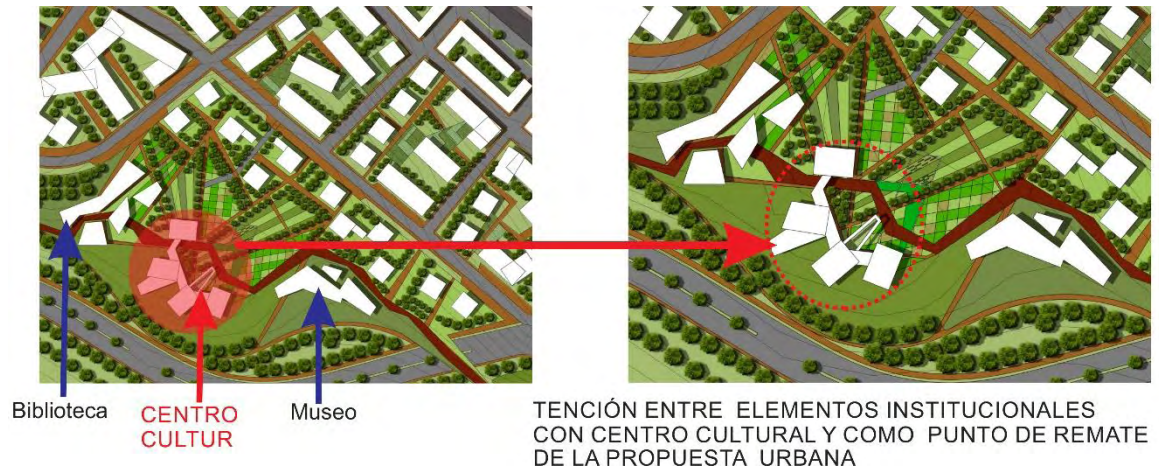 Biblioteca
CENTRO
CULTUR
Museo
TENCIÓN ENTRE ELEMENTOS INSTITUCIONALES
CON CENTRO CULTURAL Y COMO PUNTO DE REMATE
DE LA PROPUESTA URBANA